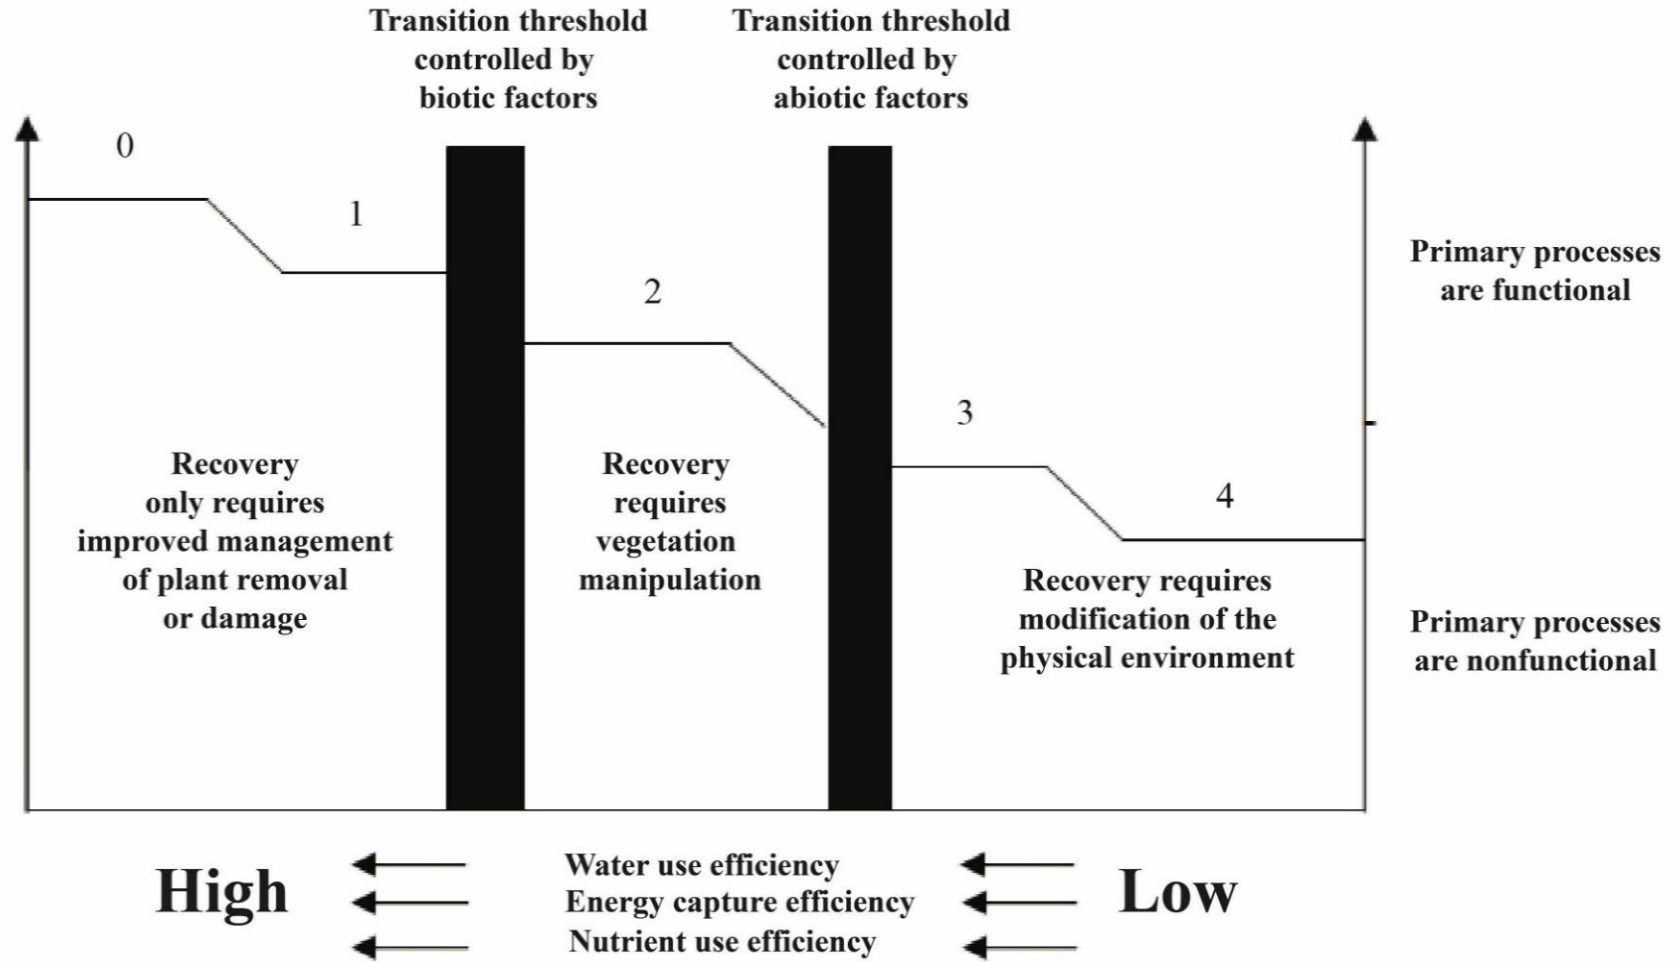 Transition threshold
controlled by
biotic factors
Transition threshold
controlled by
abiotic factors
0
1
2
3
4
Primary processes
are functional
Recovery
only requires
improved management
of plant removal
or damage
Recovery
requires
vegetation
manipulation
Recovery requires
modification of the
physical environment
Primary processes
are nonfunctional
High
Water use efficiency
Energy capture efficiency
Nutrient use efficiency
Low